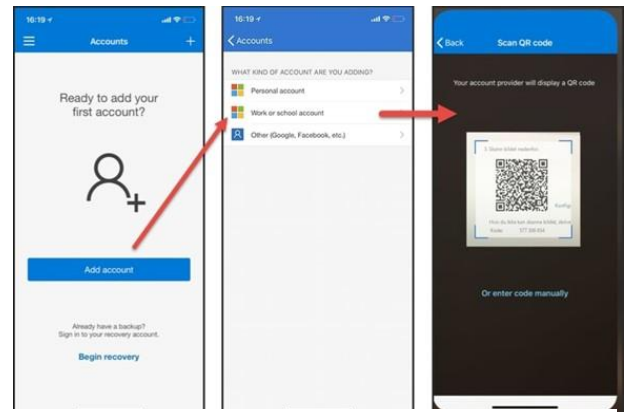 16:19
Accounts
Ready to add your
first account?
Add account
Already have a backup?
Sign in to your recovery account.
Begin recovery
16:19
Accounts
WHAT KIND OF ACCOUNT ARE YOU ADDING?
Personal account
Work or school account
Other (Google, Facebook, etc.)
Back
Scan QR code
Your account provider will display a QR code
Or enter code manually